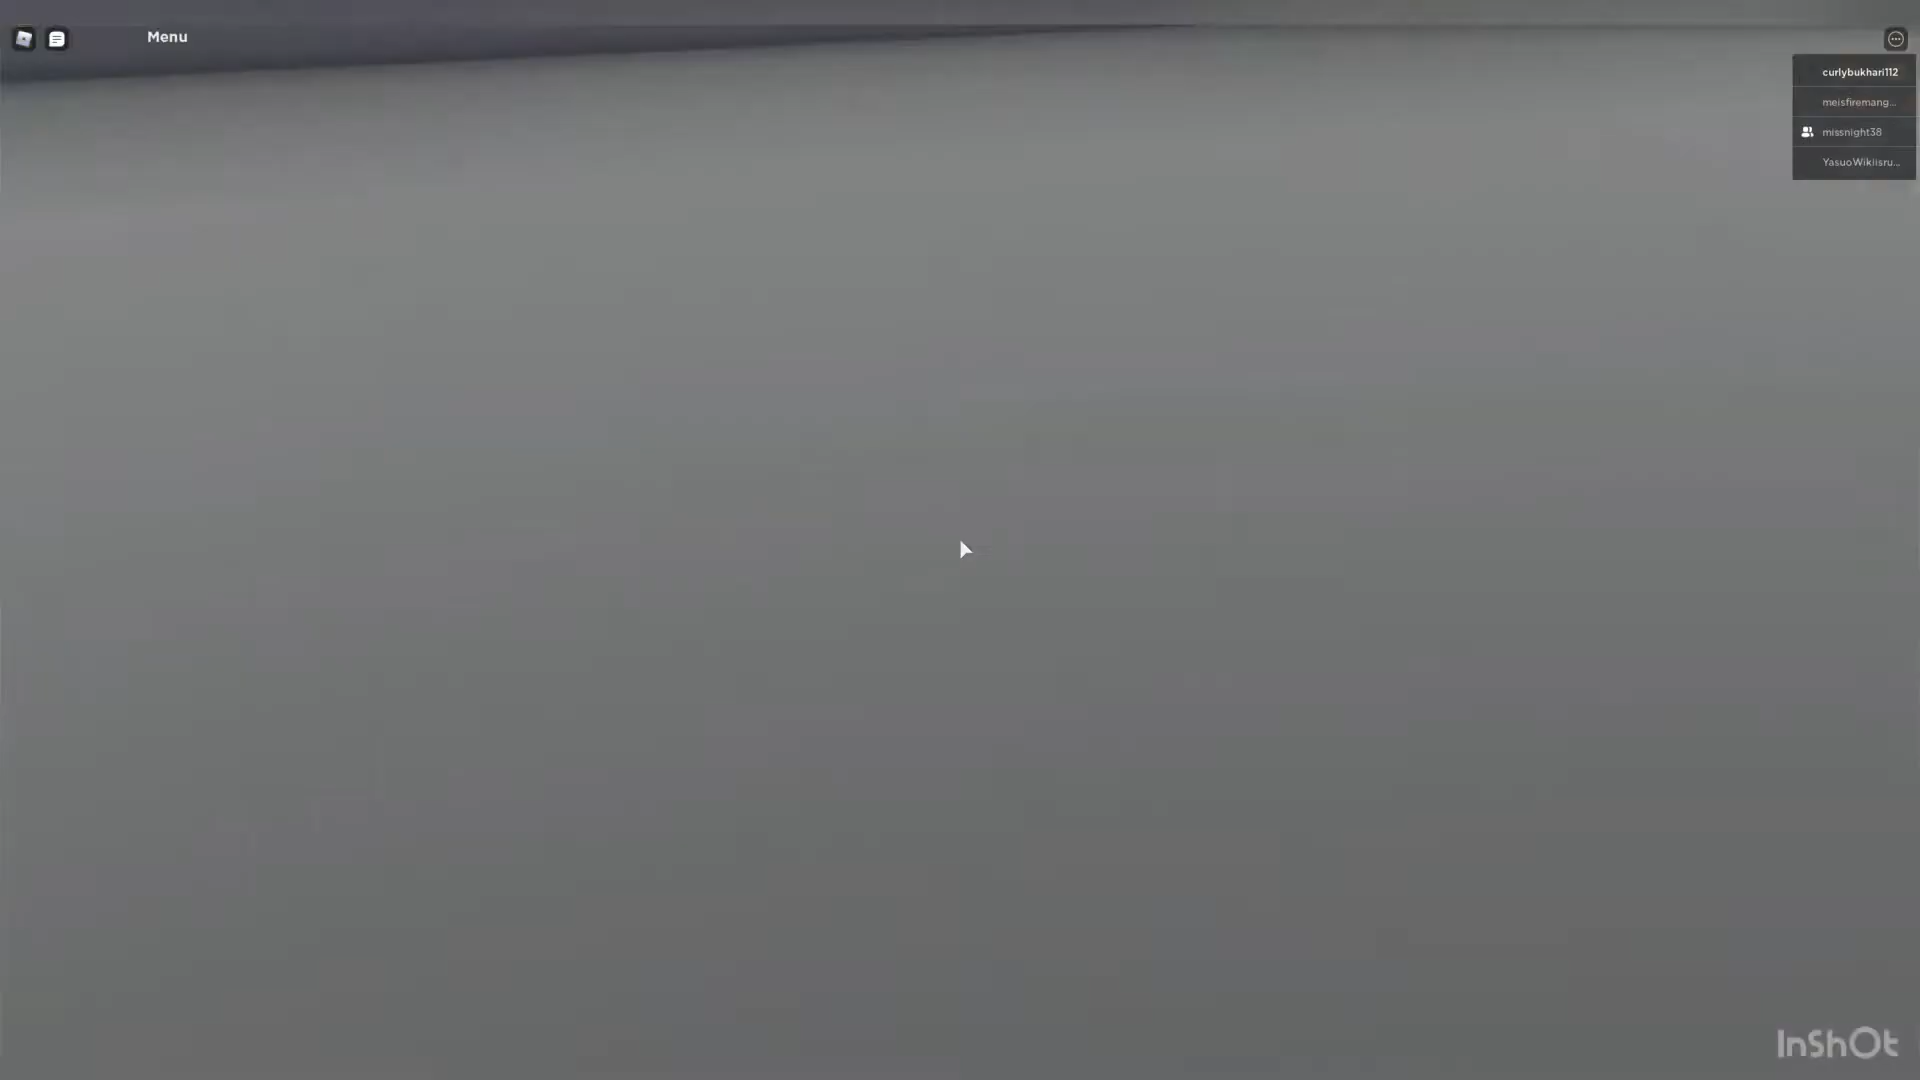 Menu
curlybukhari112
meisfiremang...
missnight38
YasuoWikiisru...
InShOt